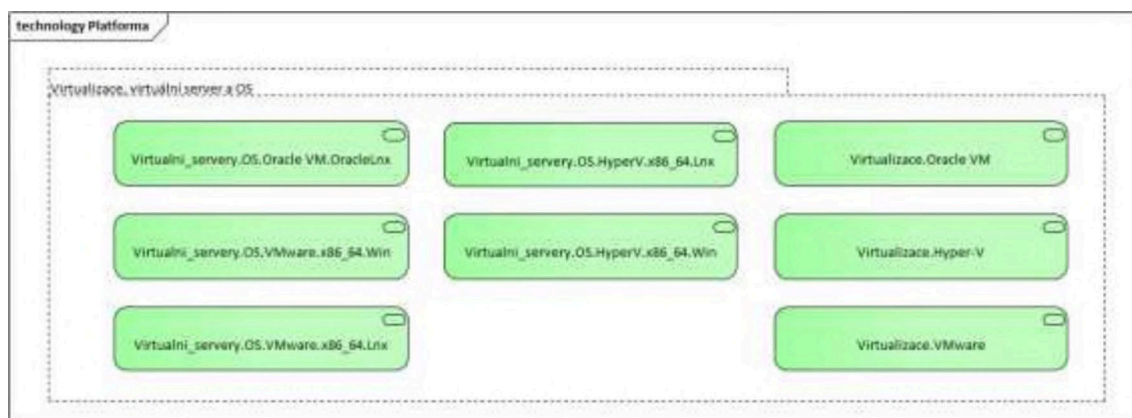 technology Platforma
Virtualizace, virtuální server a OS
Virtualni_servery.OS.Oracle VM.OracleLnx
Virtualni_servery.OS.HyperV.x86_64.Lnx
Virtualizace.Oracle VM
Virtualni_servery.OS.VMware.x86_64.Win
Virtualni_servery.OS.HyperV.x86_64.Win
Virtualizace.Hyper-V
Virtualni_servery.OS.VMware.x86_64.Lnx
Virtualizace.VMware